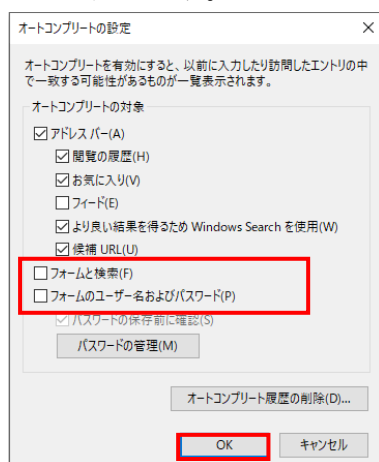 オートコンプリートの設定
オートコンプリートを有効にすると、以前に入力したり訪問したエントリの中
で一致する可能性があるものが一覧表示されます。
オートコンプリートの対象
アドレス バー(A)
閲覧の履歴(H)
お気に入り(V)
フィード(E)
より良い結果を得るため Windows Search を使用(W)
候補 URL(U)
フォームと検索(F)
フォームのユーザー名およびパスワード(P)
パスワードの保存前に確認(S)
パスワードの管理(M)
オートコンプリート履歴の削除(D)...
OK
キャンセル